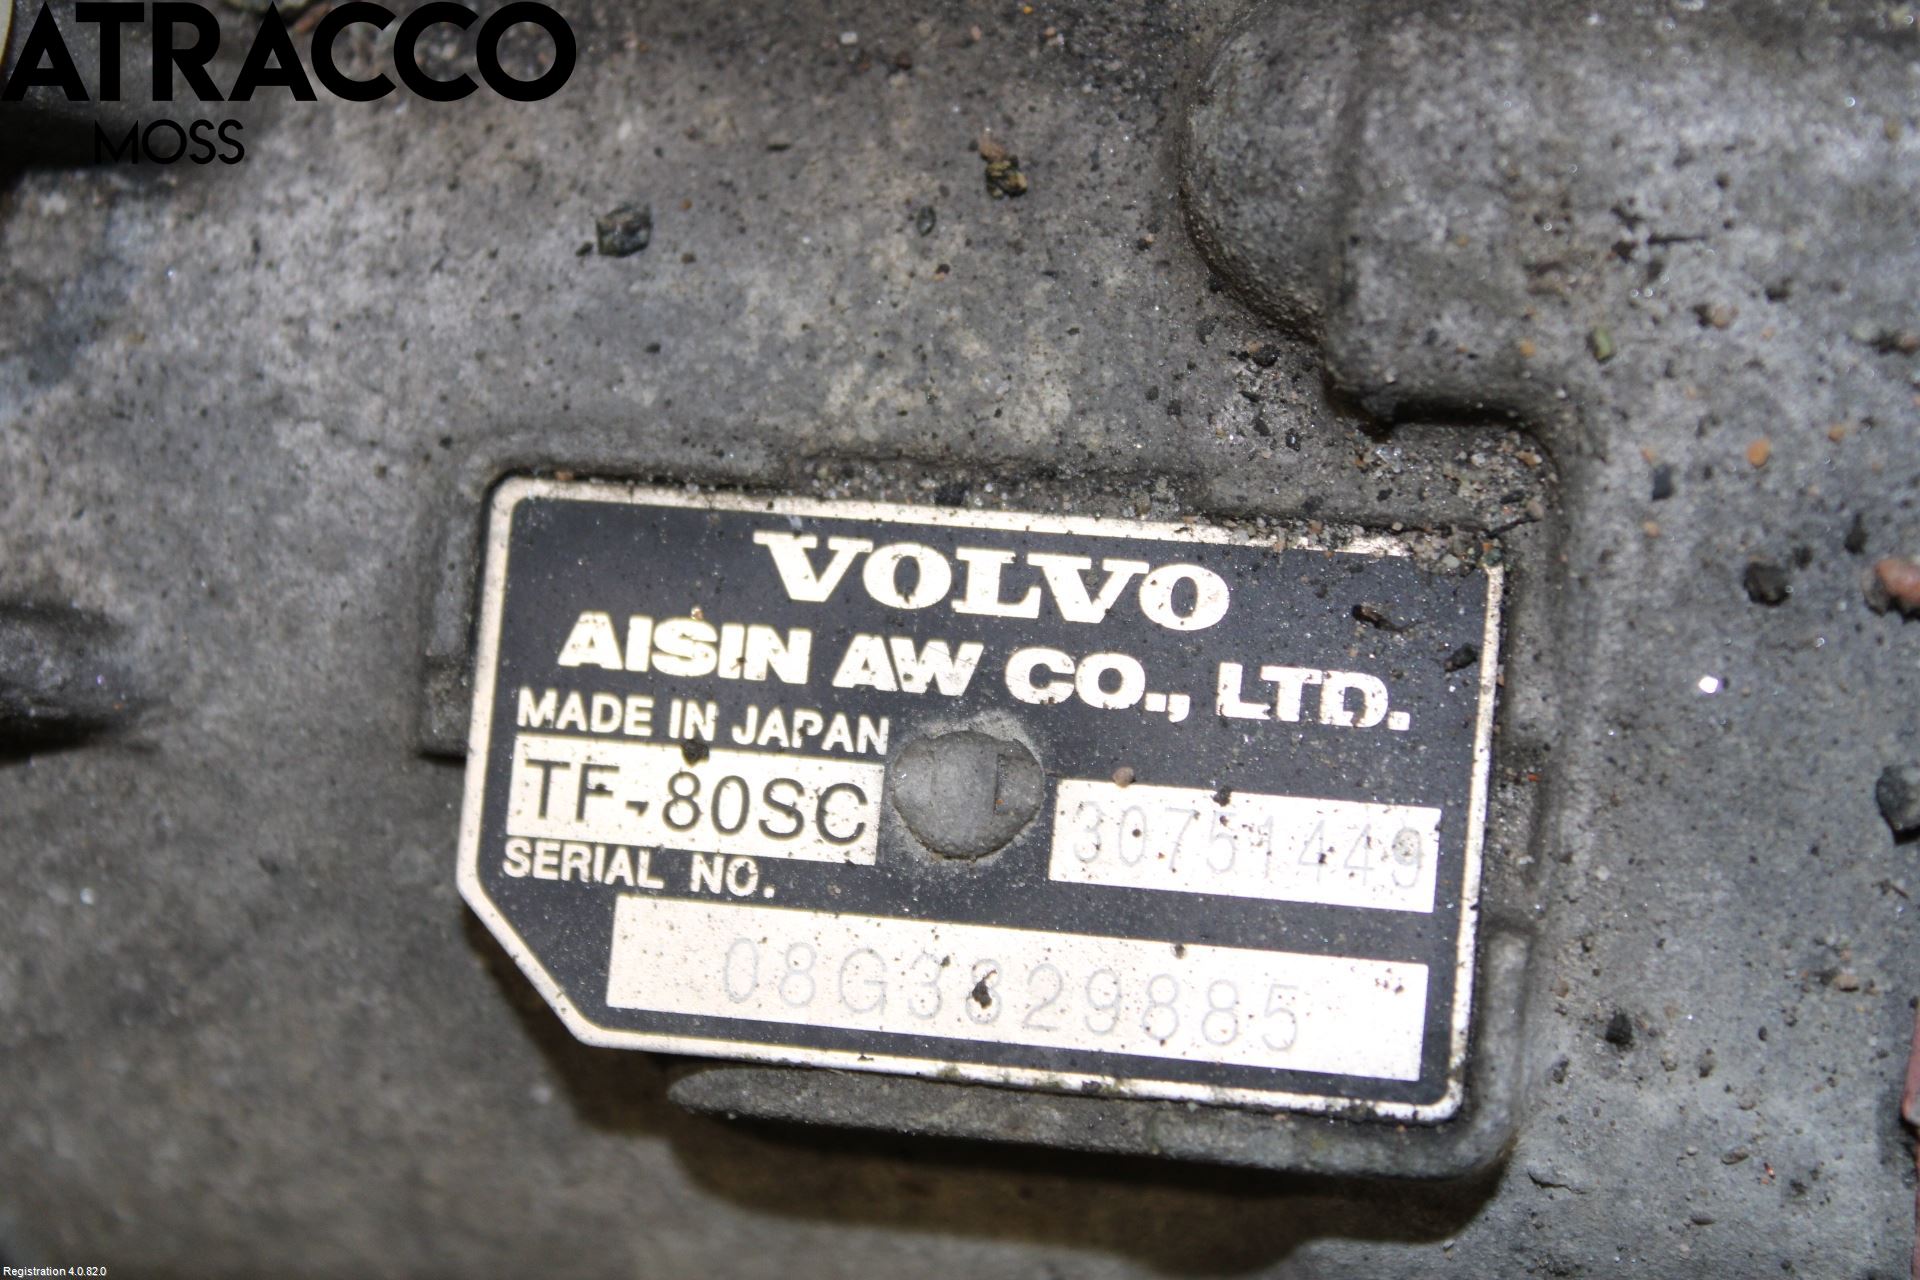 ATRACCO
MOSS
VOLVO
AISIN AW CO., LTD.
MADE IN JAPAN
TF-80SC 30751449
SERIAL NO.
08G3329885
Registration 4.0.82.0